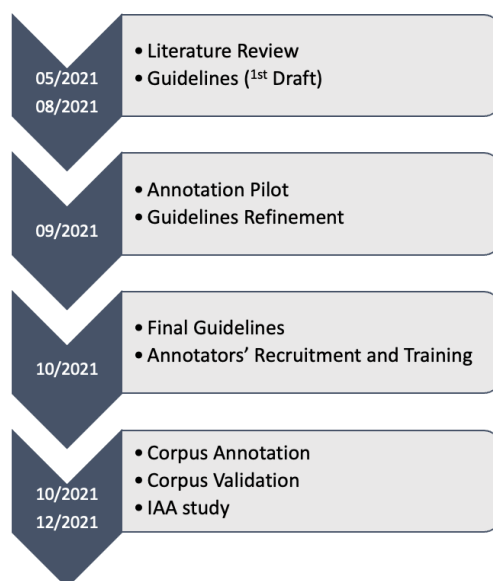 05/2021
08/2021
• Literature Review
• Guidelines (1st Draft)
09/2021
• Annotation Pilot
• Guidelines Refinement
10/2021
• Final Guidelines
• Annotators’ Recruitment and Training
10/2021
12/2021
• Corpus Annotation
• Corpus Validation
• IAA study